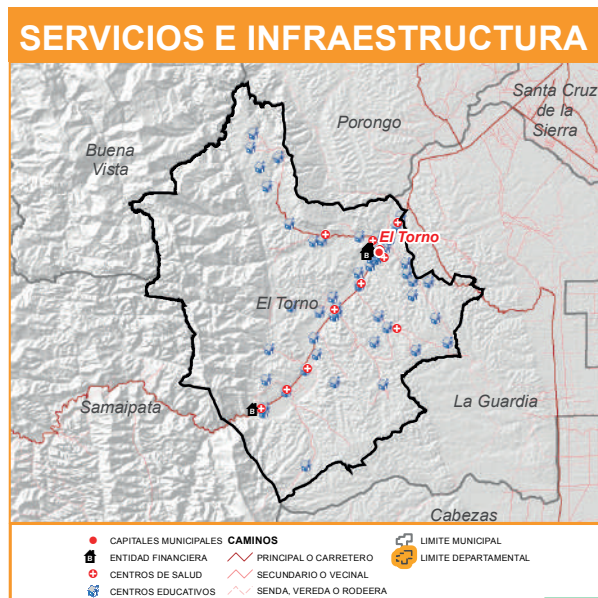 SERVICIOS E INFRAESTRUCTURA
Santa Cruz
de la
Sierra
Porongo
Buena
Vista
El Torno
B
El Torno
Samaipata
B
La Guardia
Cabezas
CAPITALES MUNICIPALES
B ENTIDAD FINANCIERA
CENTROS DE SALUD
CENTROS EDUCATIVOS
CAMINOS
PRINCIPAL O CARRETERO
SECUNDARIO O VECINAL
SENDA, VEREDA O RODEERA
LIMITE MUNICIPAL
LIMITE DEPARTAMENTAL